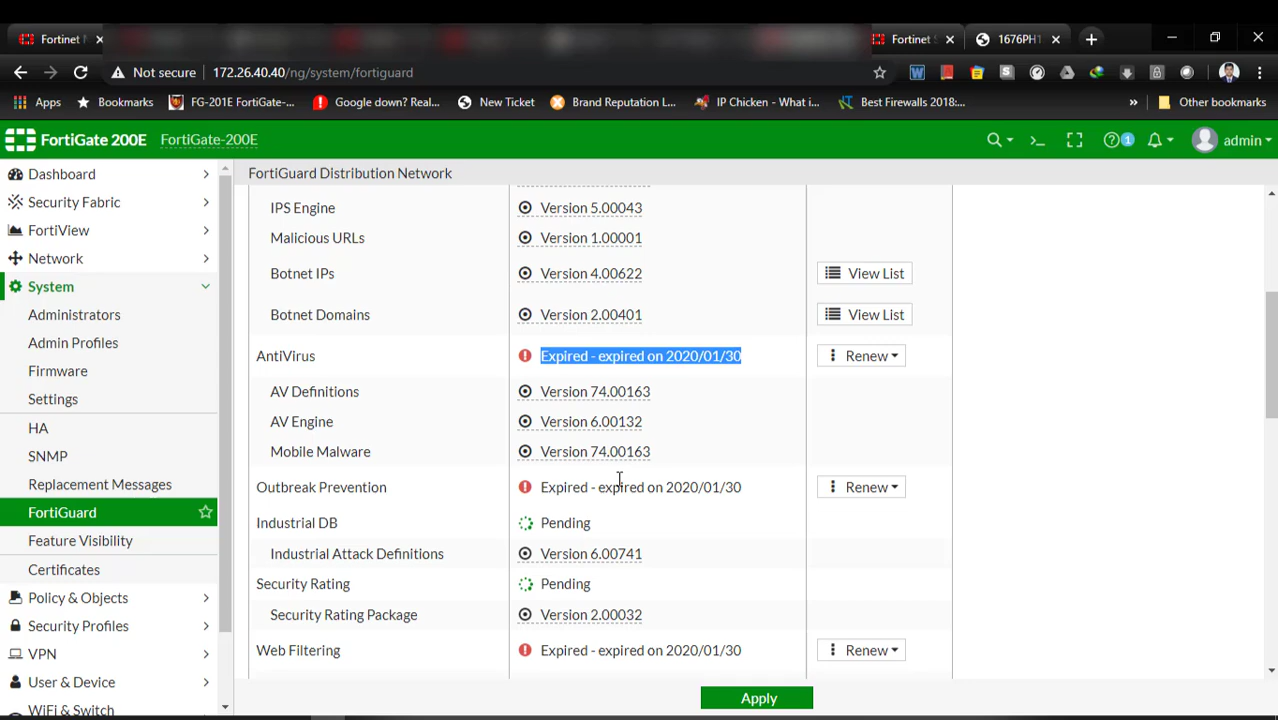 Fortinet
Fortinet
1676PH1
Not secure 172.26.40.40/ng/system/fortiguard
Apps Bookmarks FG-201E FortiGate-... Google down? Real... New Ticket Brand Reputation L... IP Chicken - What i... Best Firewalls 2018:... » Other bookmarks
FortiGate 200E FortiGate-200E 1 admin
Dashboard
Security Fabric
FortiView
Network
System
Administrators
Admin Profiles
Firmware
Settings
HA
SNMP
Replacement Messages
FortiGuard
Feature Visibility
Certificates
Policy & Objects
Security Profiles
VPN
User & Device
WiFi & Switch
FortiGuard Distribution Network
IPS Engine Version 5.00043
Malicious URLs Version 1.00001
Botnet IPs Version 4.00622 View List
Botnet Domains Version 2.00401 View List
AntiVirus Expired - expired on 2020/01/30 Renew
AV Definitions Version 74.00163
AV Engine Version 6.00132
Mobile Malware Version 74.00163
Outbreak Prevention Expired - expired on 2020/01/30 Renew
Industrial DB Pending
Industrial Attack Definitions Version 6.00741
Security Rating Pending
Security Rating Package Version 2.00032
Web Filtering Expired - expired on 2020/01/30 Renew
Apply